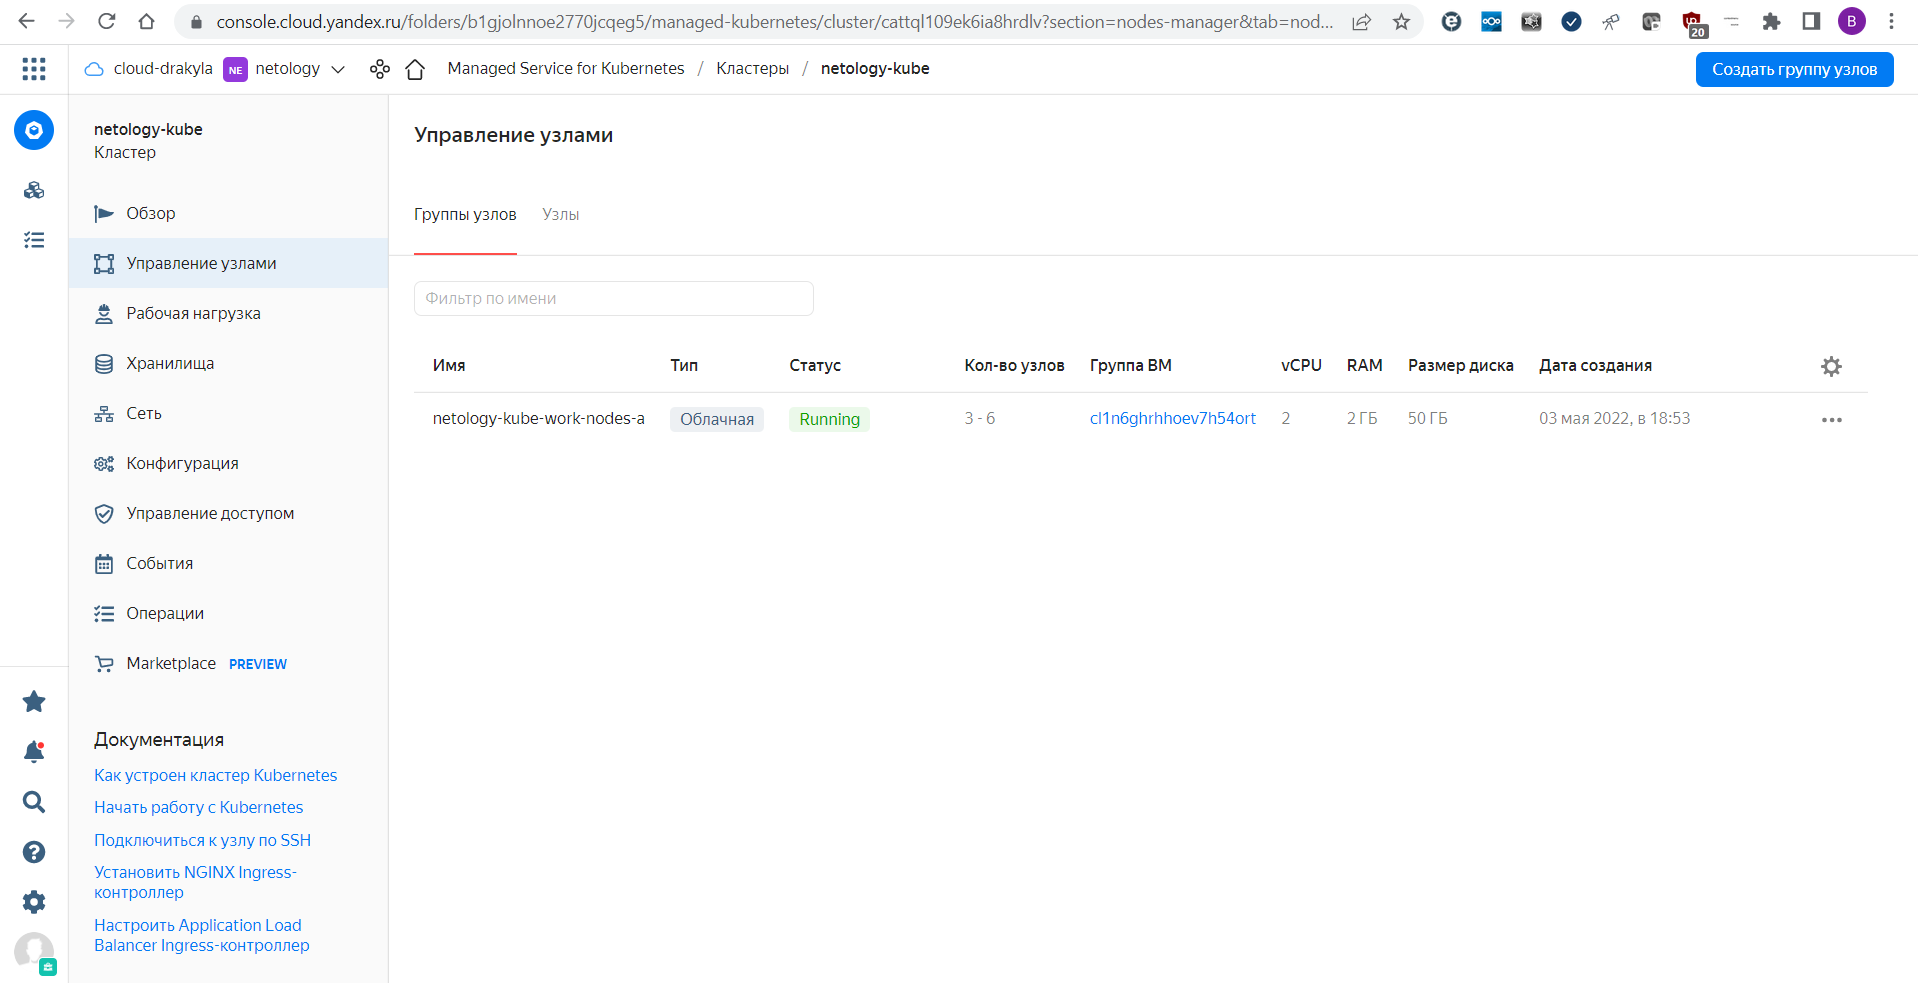 console.cloud.yandex.ru/folders/b1gjolnnoe2770jcqeg5/managed-kubernetes/cluster/cattql109ek6ia8hrdlv?section=nodes-manager&tab=nod...
20
B
cloud-drakyla NE netology
Managed Service for Kubernetes / Кластеры / netology-kube
Создать группу узлов
netology-kube
Кластер
Обзор
Управление узлами
Рабочая нагрузка
Хранилища
Сеть
Конфигурация
Управление доступом
События
Операции
Marketplace PREVIEW
Документация
Как устроен кластер Kubernetes
Начать работу с Kubernetes
Подключиться к узлу по SSH
Установить NGINX Ingress-
контроллер
Настроить Application Load
Balancer Ingress-контроллер
Управление узлами
Группы узлов Узлы
Фильтр по имени
Имя Тип Статус Кол-во узлов Группа ВМ vCPU RAM Размер диска Дата создания
netology-kube-work-nodes-a Облачная Running 3 - 6 cl1n6ghrhhoev7h54ort 2 2 ГБ 50 ГБ 03 мая 2022, в 18:53